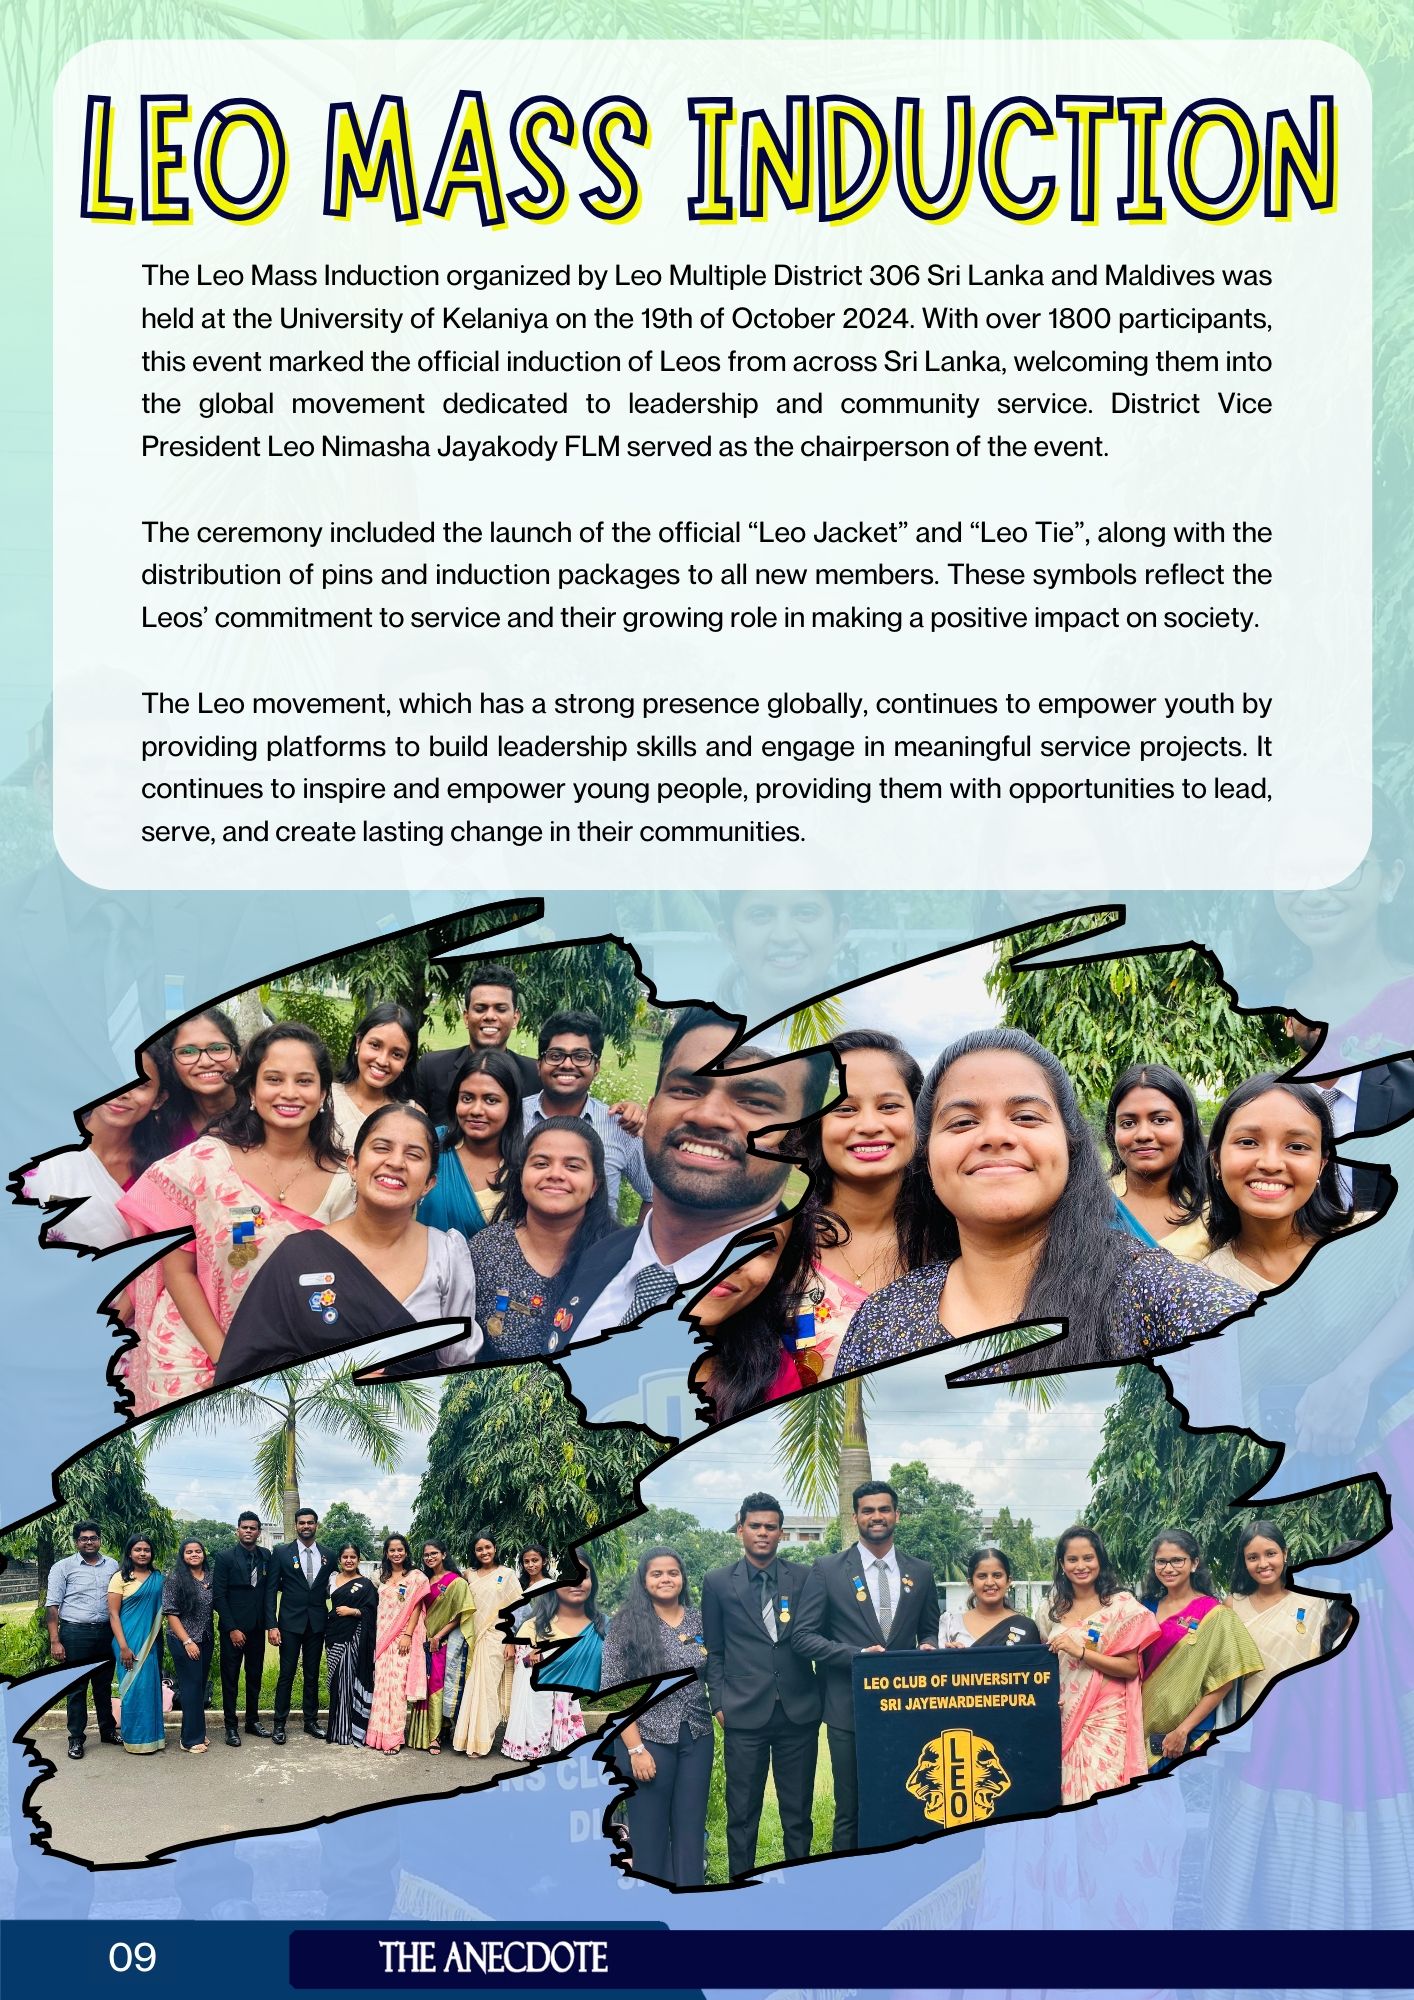 LEO MASS INDUCTION
The Leo Mass Induction organized by Leo Multiple District 306 Sri Lanka and Maldives was
held at the University of Kelaniya on the 19th of October 2024. With over 1800 participants,
this event marked the official induction of Leos from across Sri Lanka, welcoming them into
the global movement dedicated to leadership and community service. District Vice
President Leo Nimasha Jayakody FLM served as the chairperson of the event.
The ceremony included the launch of the official “Leo Jacket” and “Leo Tie”, along with the
distribution of pins and induction packages to all new members. These symbols reflect the
Leos’ commitment to service and their growing role in making a positive impact on society.
The Leo movement, which has a strong presence globally, continues to empower youth by
providing platforms to build leadership skills and engage in meaningful service projects. It
continues to inspire and empower young people, providing them with opportunities to lead,
serve, and create lasting change in their communities.
LEO CLUB OF UNIVERSITY OF
SRI JAYEWARDENEPURA
LEO
09
THE ANECDOTE